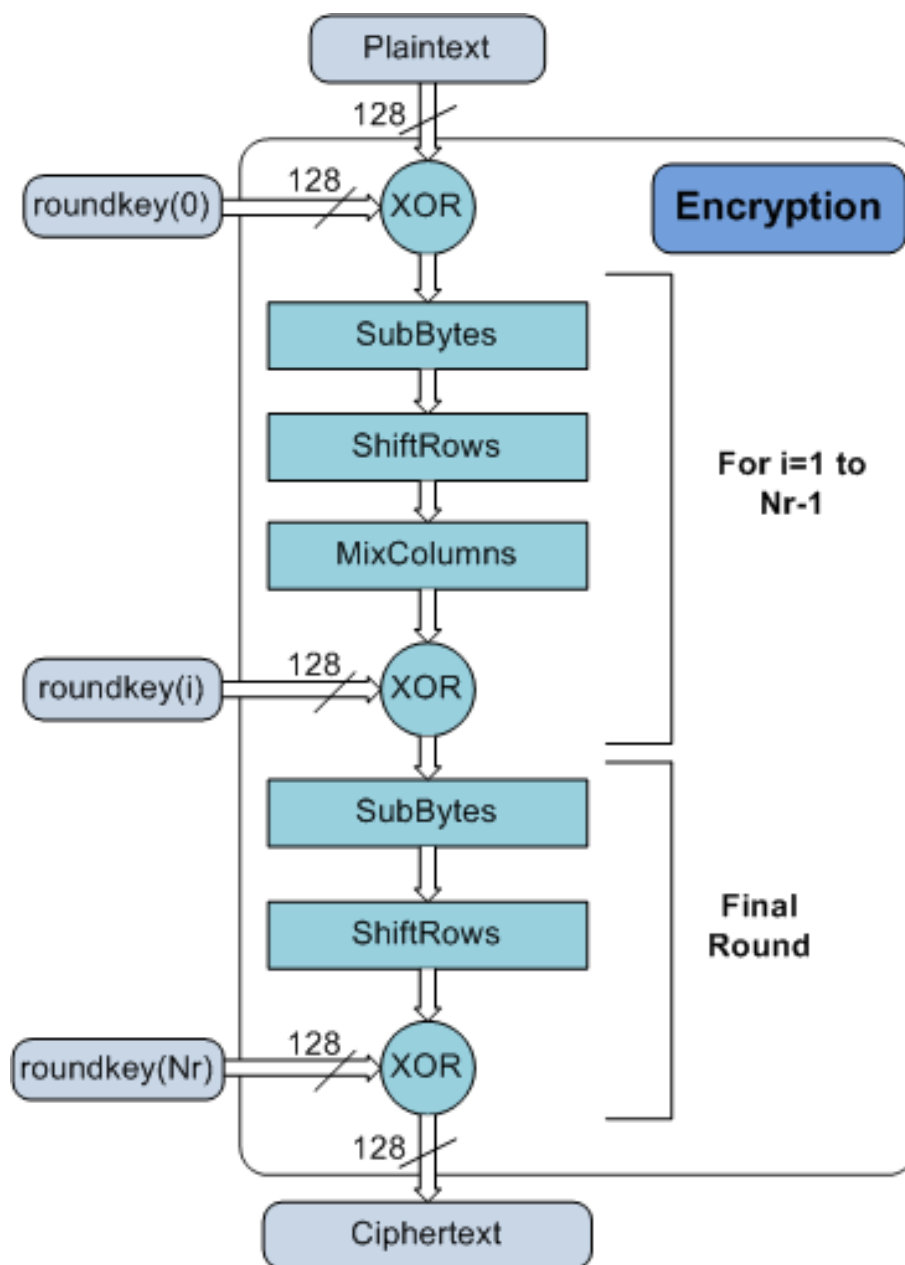 Plaintext
128
128
roundkey(0)
XOR
Encryption
SubBytes
ShiftRows
For i=1 to
Nr-1
MixColumns
128
roundkey(i)
XOR
SubBytes
ShiftRows
Final
Round
128
roundkey(Nr)
XOR
128
Ciphertext